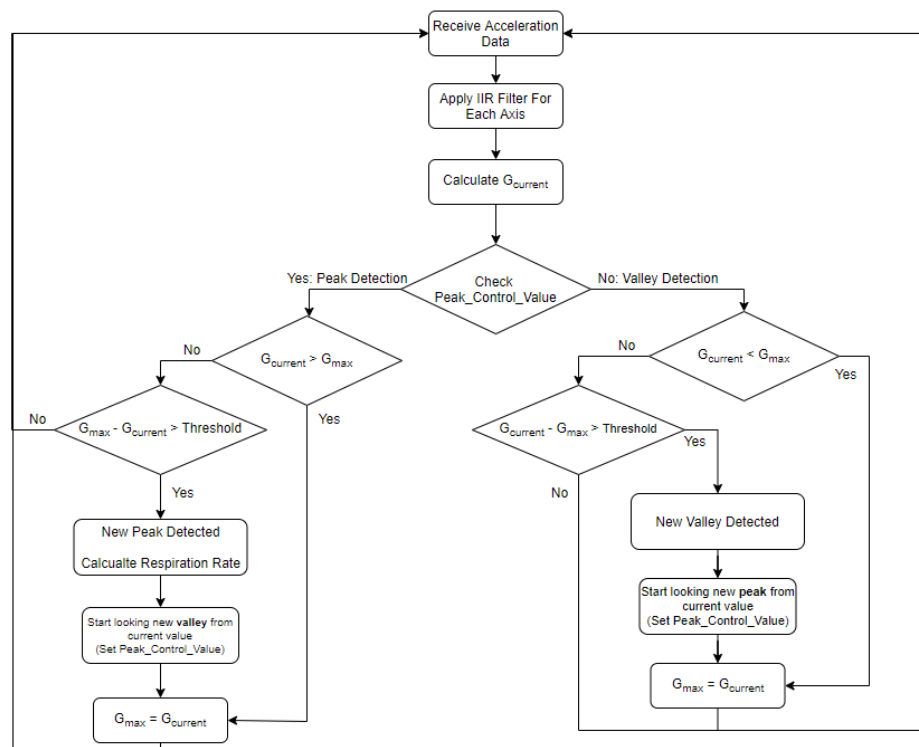 Receive Acceleration
Data
Apply IIR Filter For
Each Axis
Calculate Gcurrent
Yes: Peak Detection
Check
Peak_Control_Value
No: Valley Detection
No
Gcurrent > Gmax
Yes
No
Gcurrent < Gmax
Yes
No
Gmax - Gcurrent > Threshold
Yes
Gcurrent - Gmax > Threshold
Yes
No
New Peak Detected
Calcualte Respiration Rate
New Valley Detected
Start looking new valley from
current value
(Set Peak_Control_Value)
Start looking new peak from
current value
(Set Peak_Control_Value)
Gmax = Gcurrent
Gmax = Gcurrent